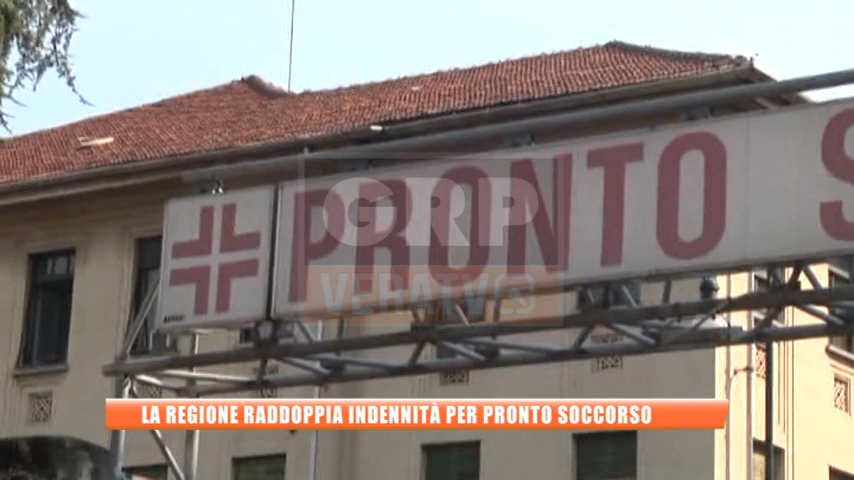 PRONTO S
GRP
VERATV
LA REGIONE RADDOPPIA INDENNITÀ PER PRONTO SOCCORSO